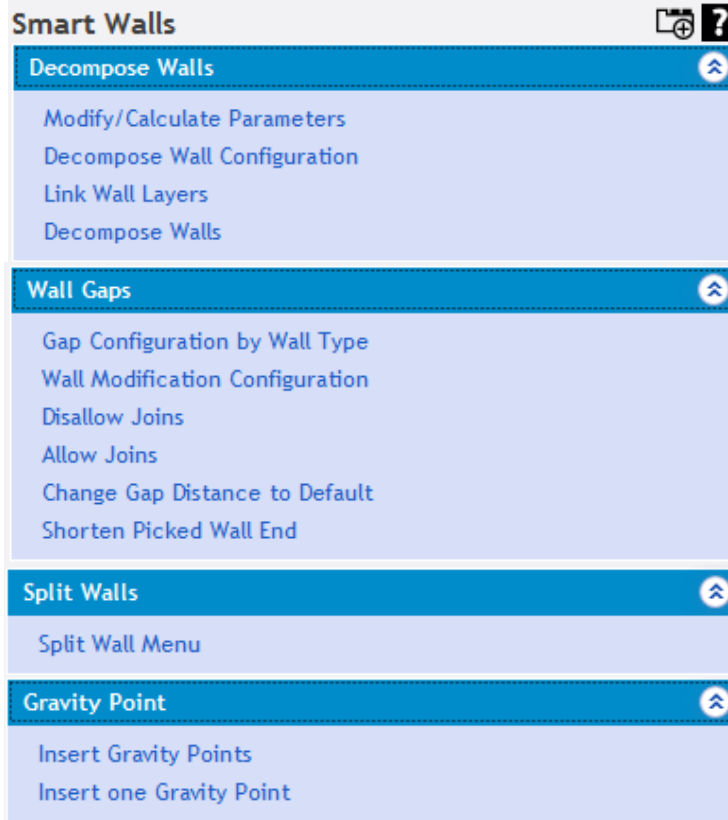 Smart Walls ?
Decompose Walls
Modify/Calculate Parameters
Decompose Wall Configuration
Link Wall Layers
Decompose Walls
Wall Gaps
Gap Configuration by Wall Type
Wall Modification Configuration
Disallow Joins
Allow Joins
Change Gap Distance to Default
Shorten Picked Wall End
Split Walls
Split Wall Menu
Gravity Point
Insert Gravity Points
Insert one Gravity Point